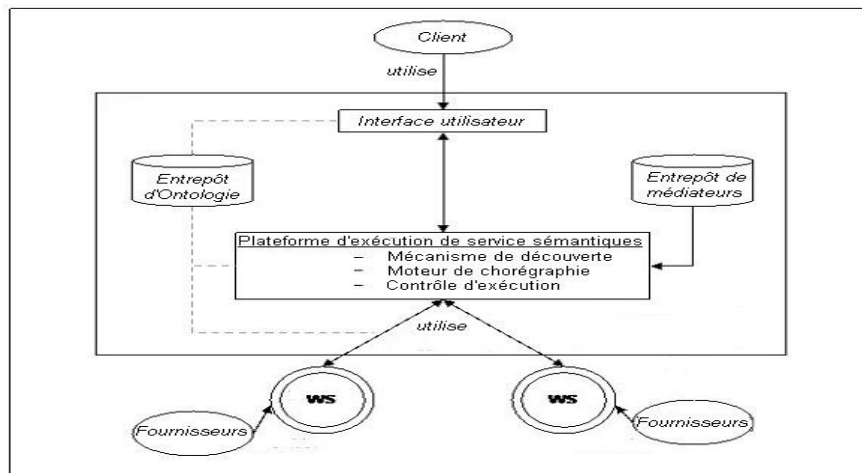 Client
utilise
Interface utilisateur
Entrepôt
d'Ontologie
Entrepôt de
médiateurs
Plateforme d'exécution de service sémantiques
– Mécanisme de découverte
– Moteur de chorégraphie
– Contrôle d'exécution
utilise
WS
WS
Fournisseurs
Fournisseurs